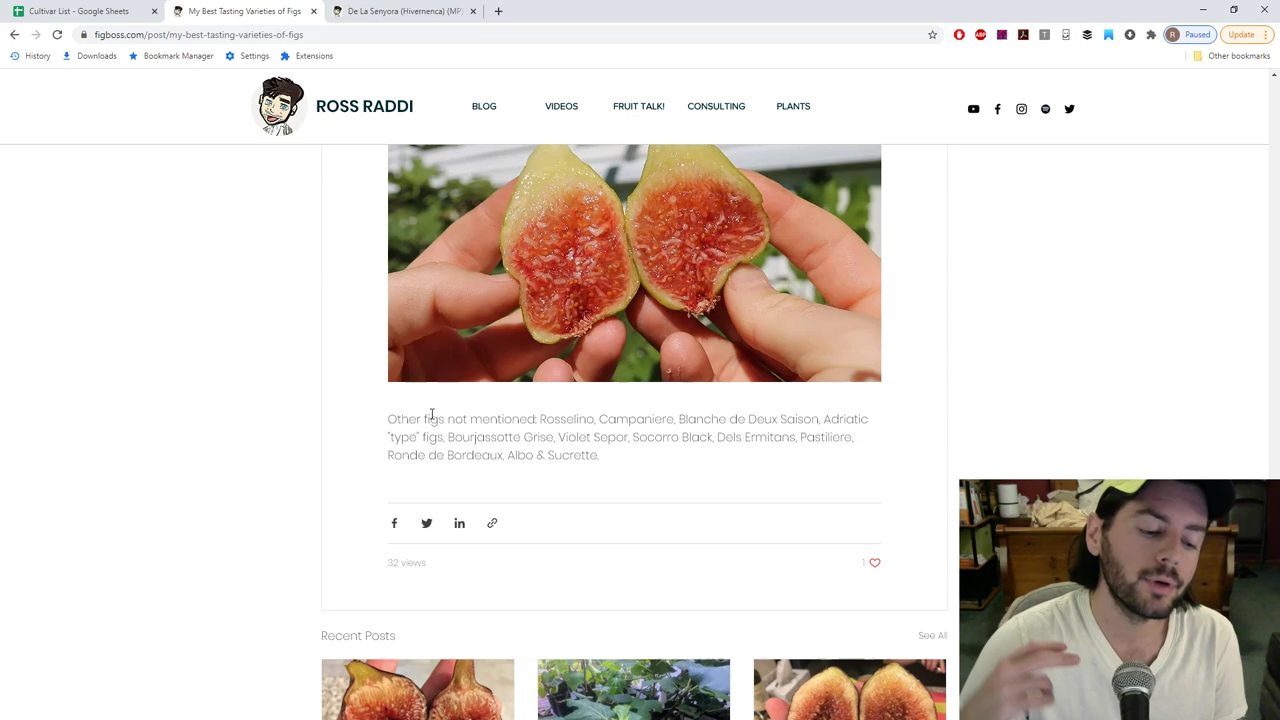 Cultivar List - Google Sheets
My Best Tasting Varieties of Figs
De La Senyora (Hivernenca) (MP)
figboss.com/post/my-best-tasting-varieties-of-figs
Paused
Update
History
Downloads
Bookmark Manager
Settings
Extensions
Other bookmarks
ROSS RADDI
BLOG
VIDEOS
FRUIT TALK!
CONSULTING
PLANTS
Other figs not mentioned: Rosselino, Campaniere, Blanche de Deux Saison, Adriatic
"type" figs, Bourjassotte Grise, Violet Sepor, Socorro Black, Dels Ermitans, Pastiliere,
Ronde de Bordeaux, Albo & Sucrette.
32 views
1
Recent Posts
See All